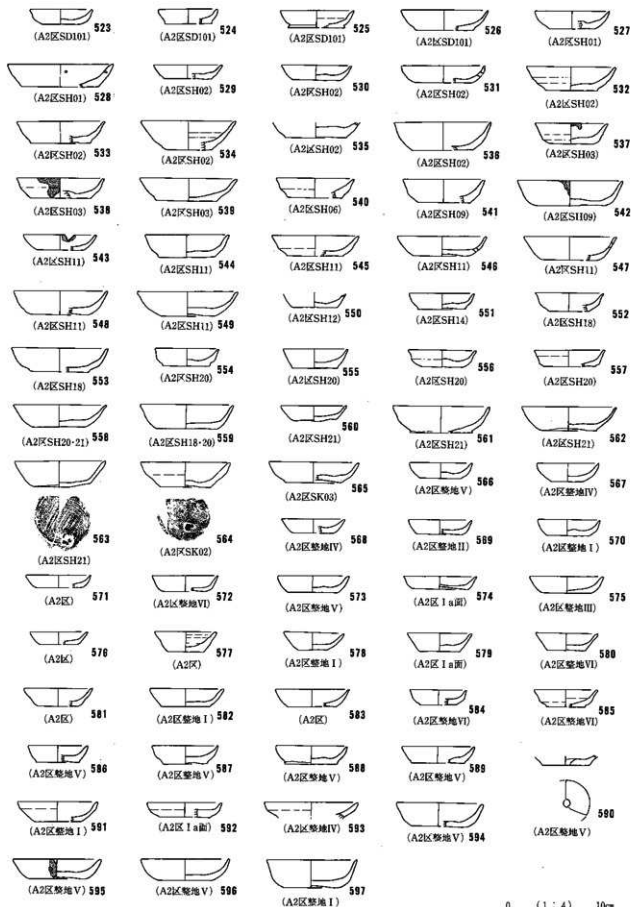 523 524 525 526 527
(A2区SD101) (A2区SD101) (A2区SD101) (A2区SD101) (A2区SH01)
528 529 530 531 532
(A2区SH01) (A2区SH02) (A2区SH02) (A2区SH02) (A2区SH02)
533 534 535 536 537
(A2区SH02) (A2区SH02) (A2区SH02) (A2区SH02) (A2区SH03)
538 539 540 541 542
(A2区SH03) (A2区SH03) (A2区SH06) (A2区SH09) (A2区SH09)
543 544 545 546 547
(A2区SH11) (A2区SH11) (A2区SH11) (A2区SH11) (A2区SH11)
548 549 550 551 552
(A2区SH11) (A2区SH11) (A2区SH12) (A2区SH14) (A2区SH18)
553 554 555 556 557
(A2区SH18) (A2区SH20) (A2区SH20) (A2区SH20) (A2区SH20)
558 559 560 561 562
(A2区SH20・21) (A2区SH18・20) (A2区SH21) (A2区SH21) (A2区SH21)
565 566 567
(A2区SK03) (A2区整地Ⅴ) (A2区整地Ⅳ)
563 564 568 569 570
(A2区SH21) (A2区SK02) (A2区整地Ⅳ) (A2区整地Ⅱ) (A2区整地Ⅰ)
571 572 573 574 575
(A2区) (A2区整地Ⅵ) (A2区整地Ⅴ) (A2区Ⅰa面) (A2区整地Ⅲ)
576 577 578 579 580
(A2区) (A2区) (A2区整地Ⅰ) (A2区Ⅰa面) (A2区整地Ⅵ)
581 582 583 584 585
(A2区) (A2区整地Ⅰ) (A2区) (A2区整地Ⅵ) (A2区整地Ⅵ)
586 587 588 589 590
(A2区整地Ⅴ) (A2区整地Ⅴ) (A2区整地Ⅴ) (A2区整地Ⅴ) (A2区整地Ⅴ)
591 592 593 594
(A2区整地Ⅰ) (A2区Ⅰa面) (A2区整地Ⅳ) (A2区整地Ⅴ)
595 596 597
(A2区整地Ⅴ) (A2区整地Ⅴ) (A2区整地Ⅰ)
0 (1:4) 10cm